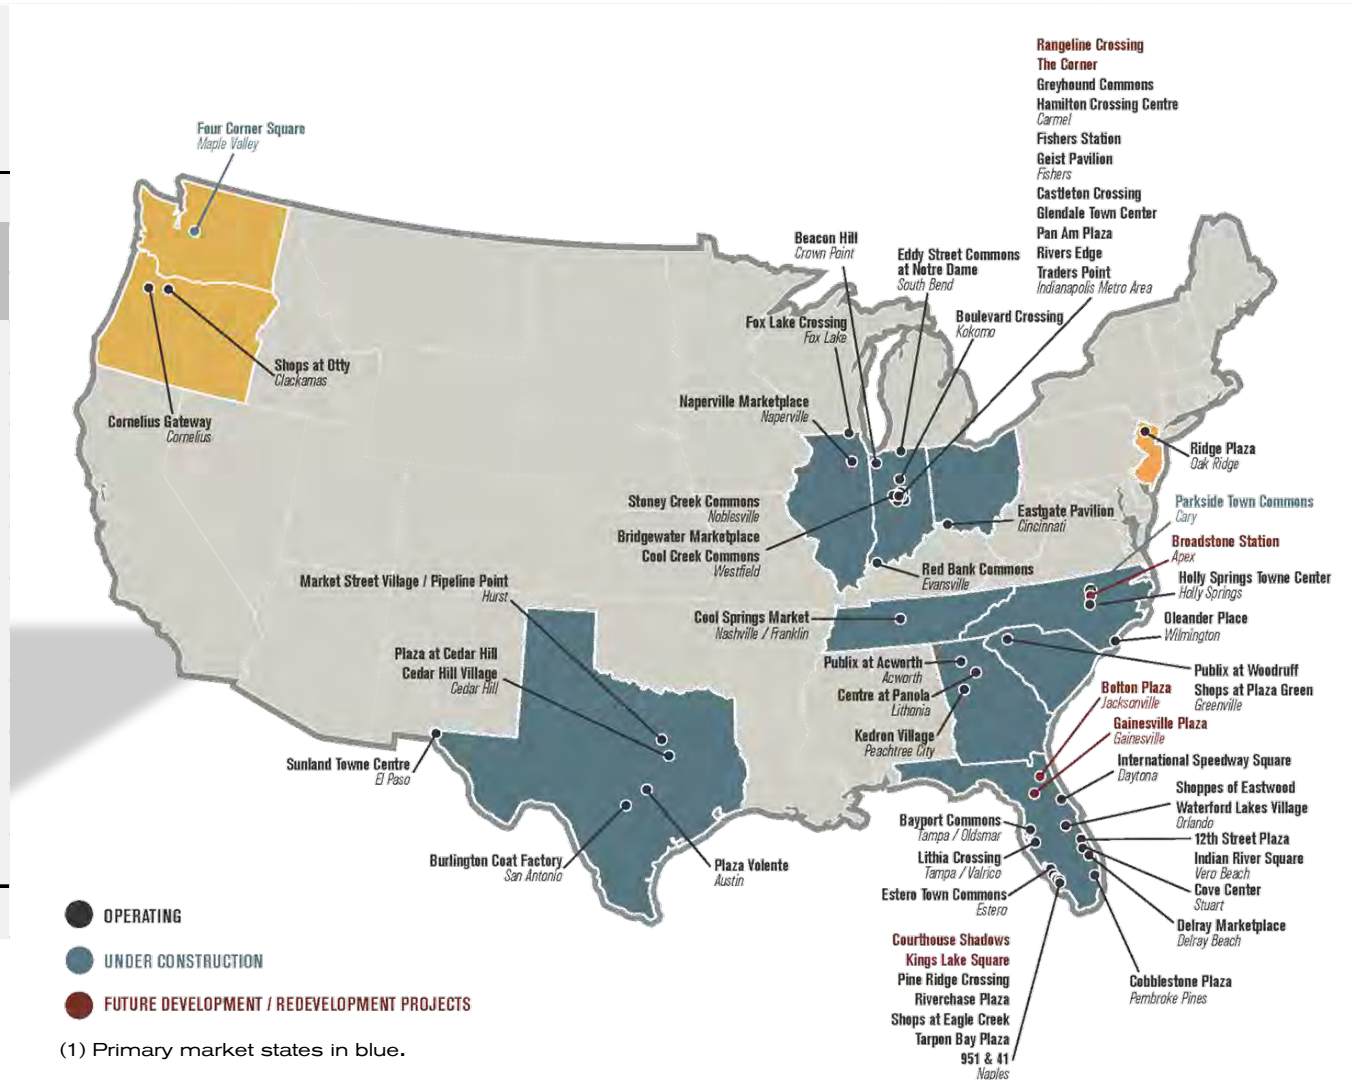 Rangeline Crossing
The Corner
Greyhound Commons
Hamilton Crossing Centre
Carmel
Fishers Station
Geist Pavilion
Fishers
Castleton Crossing
Glendale Town Center
Pan Am Plaza
Rivers Edge
Traders Point
Indianapolis Metro Area
Four Corner Square
Maple Valley
Beacon Hill
Crown Point
Eddy Street Commons
at Notre Dame
South Bend
Fox Lake Crossing
Fox Lake
Boulevard Crossing
Kokomo
Shops at Otty
Clackamas
Cornelius Gateway
Cornelius
Naperville Marketplace
Naperville
Ridge Plaza
Oak Ridge
Stoney Creek Commons
Noblesville
Bridgewater Marketplace
Cool Creek Commons
Westfield
Eastgate Pavilion
Cincinnati
Parkside Town Commons
Cary
Broadstone Station
Apex
Red Bank Commons
Evansville
Holly Springs Towne Center
Holly Springs
Market Street Village / Pipeline Point
Hurst
Cool Springs Market
Nashville / Franklin
Oleander Place
Wilmington
Plaza at Cedar Hill
Cedar Hill Village
Cedar Hill
Publix at Acworth
Acworth
Centre at Panola
Lithonia
Kedron Village
Peachtree City
Publix at Woodruff
Shops at Plaza Green
Greenville
Bolton Plaza
Jacksonville
Gainesville Plaza
Gainesville
Sunland Towne Centre
El Paso
International Speedway Square
Daytona
Shoppes of Eastwood
Waterford Lakes Village
Orlando
Bayport Commons
Tampa / Oldsmar
12th Street Plaza
Indian River Square
Vero Beach
Lithia Crossing
Tampa / Valrico
Cove Center
Stuart
Estero Town Commons
Estero
Delray Marketplace
Delray Beach
Burlington Coat Factory
San Antonio
Plaza Volente
Austin
Cobblestone Plaza
Pembroke Pines
Courthouse Shadows
Kings Lake Square
Pine Ridge Crossing
Riverchase Plaza
Shops at Eagle Creek
Tarpon Bay Plaza
951 & 41
Naples
OPERATING
UNDER CONSTRUCTION
FUTURE DEVELOPMENT / REDEVELOPMENT PROJECTS
(1) Primary market states in blue.